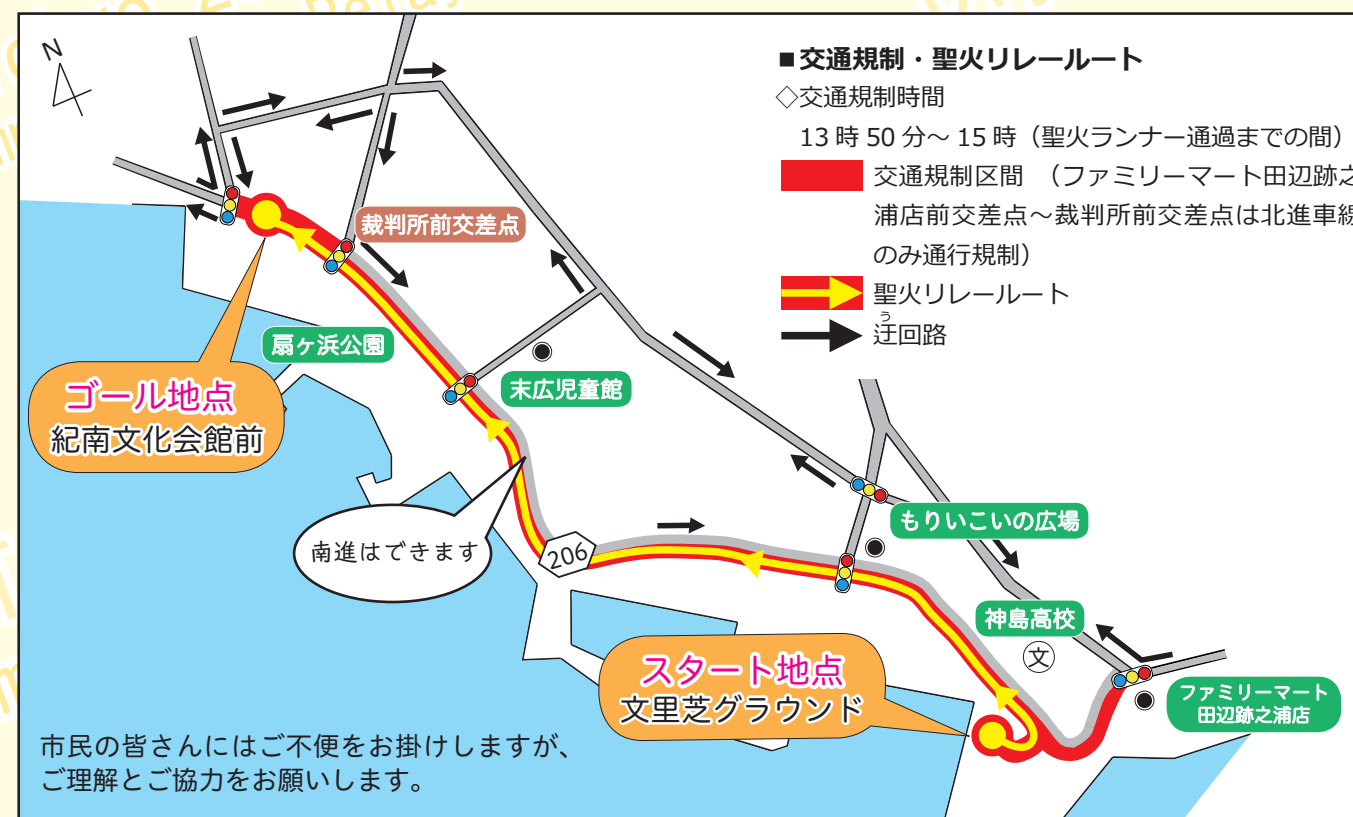 N
■交通規制・聖火リレールート
◇交通規制時間
13時50分～15時（聖火ランナー通過までの間）
交通規制区間　（ファミリーマート田辺跡之
浦店前交差点～裁判所前交差点は北進車線
のみ通行規制）
聖火リレールート
う
迂回路
裁判所前交差点
扇ヶ浜公園
末広児童館
ゴール地点
紀南文化会館前
南進はできます
206
もりいこいの広場
神島高校
文
スタート地点
文里芝グラウンド
ファミリーマート
田辺跡之浦店
市民の皆さんにはご不便をお掛けしますが、
ご理解とご協力をお願いします。